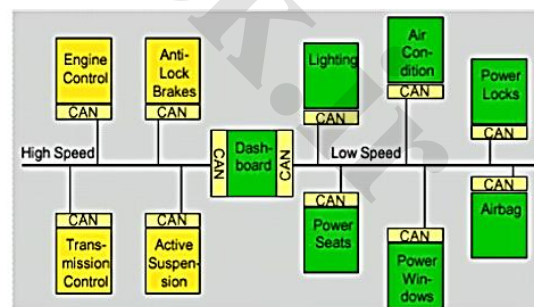 Engine
Control
CAN
Anti-
Lock
Brakes
CAN
Lighting
CAN
Air
Con-
dition
CAN
Power
Locks
CAN
High Speed
CAN
Dash-
board
CAN
Low Speed
CAN
Trans-
mission
Control
CAN
Active
Suspen-
sion
CAN
Power
Seats
CAN
Power
Win-
dows
CAN
Airbag
k.in